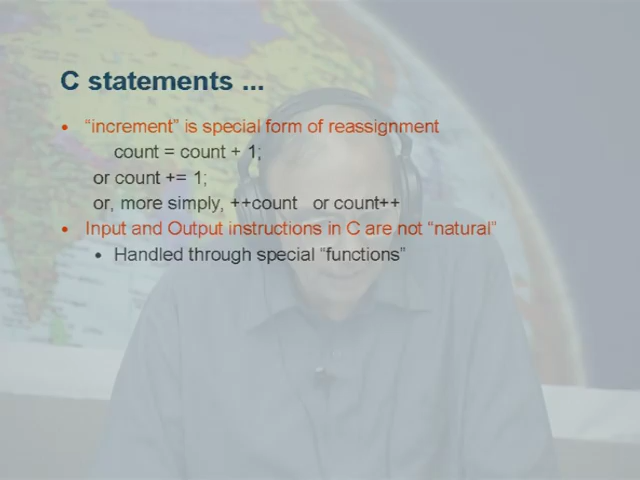 C statements ...
• “increment” is special form of reassignment
count = count + 1;
or count += 1;
or, more simply, ++count or count++
• Input and Output instructions in C are not “natural”
• Handled through special “functions”